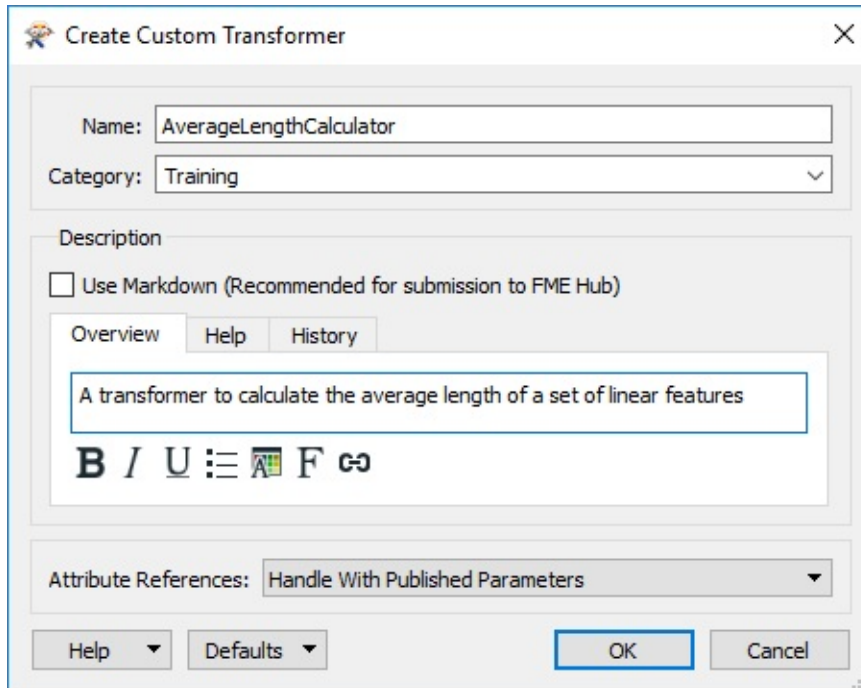 Create Custom Transformer
Name: AverageLengthCalculator
Category: Training
Description
Use Markdown (Recommended for submission to FME Hub)
Overview Help History
A transformer to calculate the average length of a set of linear features
B I U A F
Attribute References: Handle With Published Parameters
Help Defaults OK Cancel